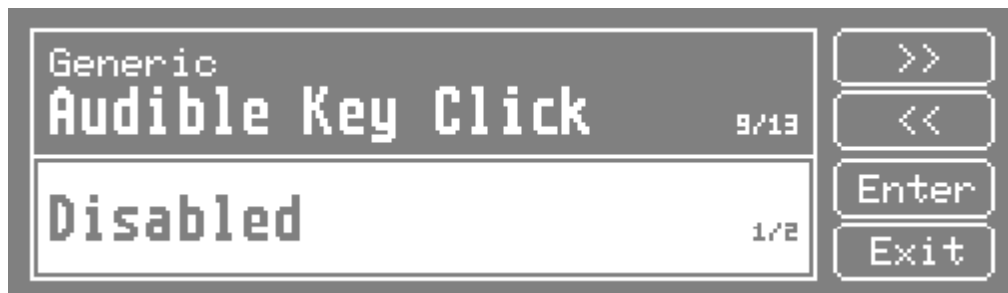 Generic
Audible Key Click 9/13
Disabled 1/2
>>
<<
Enter
Exit